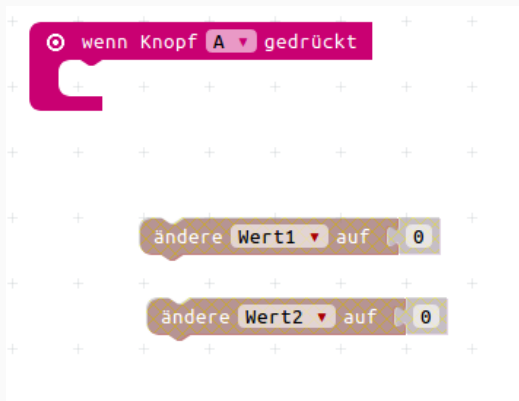 wenn Knopf A gedrückt
ändere Wert1 auf 0
ändere Wert2 auf 0